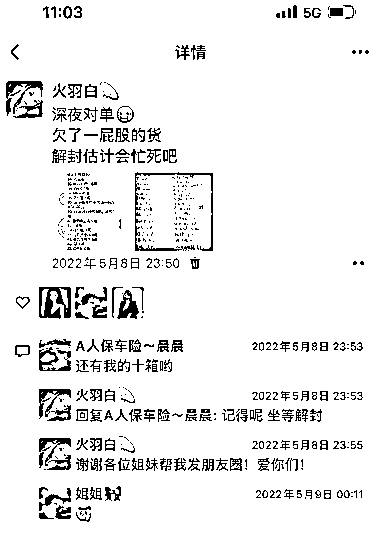 11:03 5G
详情
火羽白
深夜对单
欠了一屁股的货
解封估计会忙死吧
2022年5月8日 23:50
A人保车险～晨晨 2022年5月8日 23:53
还有我的十箱哟
火羽白 2022年5月8日 23:53
回复A人保车险～晨晨: 记得呢 坐等解封
火羽白 2022年5月8日 23:55
谢谢各位姐妹帮我发朋友圈！爱你们！
姐姐 2022年5月9日 00:11